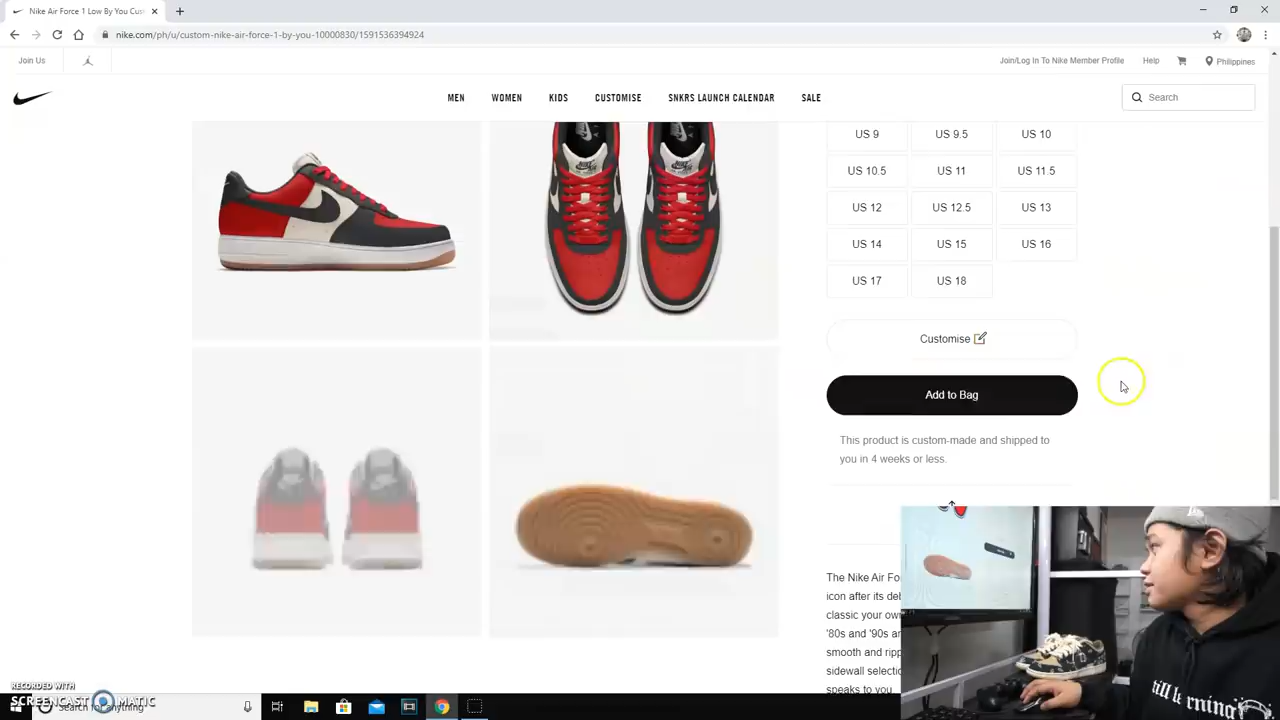 Nike Air Force 1 Low By You Cus
nike.com/ph/u/custom-nike-air-force-1-by-you-10000830/1591536394924
Join Us
Join/Log In To Nike Member Profile
Help
Philippines
MEN
WOMEN
KIDS
CUSTOMISE
SNKRS LAUNCH CALENDAR
SALE
Search
US 9
US 9.5
US 10
US 10.5
US 11
US 11.5
US 12
US 12.5
US 13
US 14
US 15
US 16
US 17
US 18
Customise
Add to Bag
This product is custom-made and shipped to
you in 4 weeks or less.
The Nike Air Fo
icon after its deb
classic your own
'80s and '90s a
smooth and ripp
sidewall selectio
speaks to you
RECORDED WITH
SCREENCAST MATIC
Search for anything